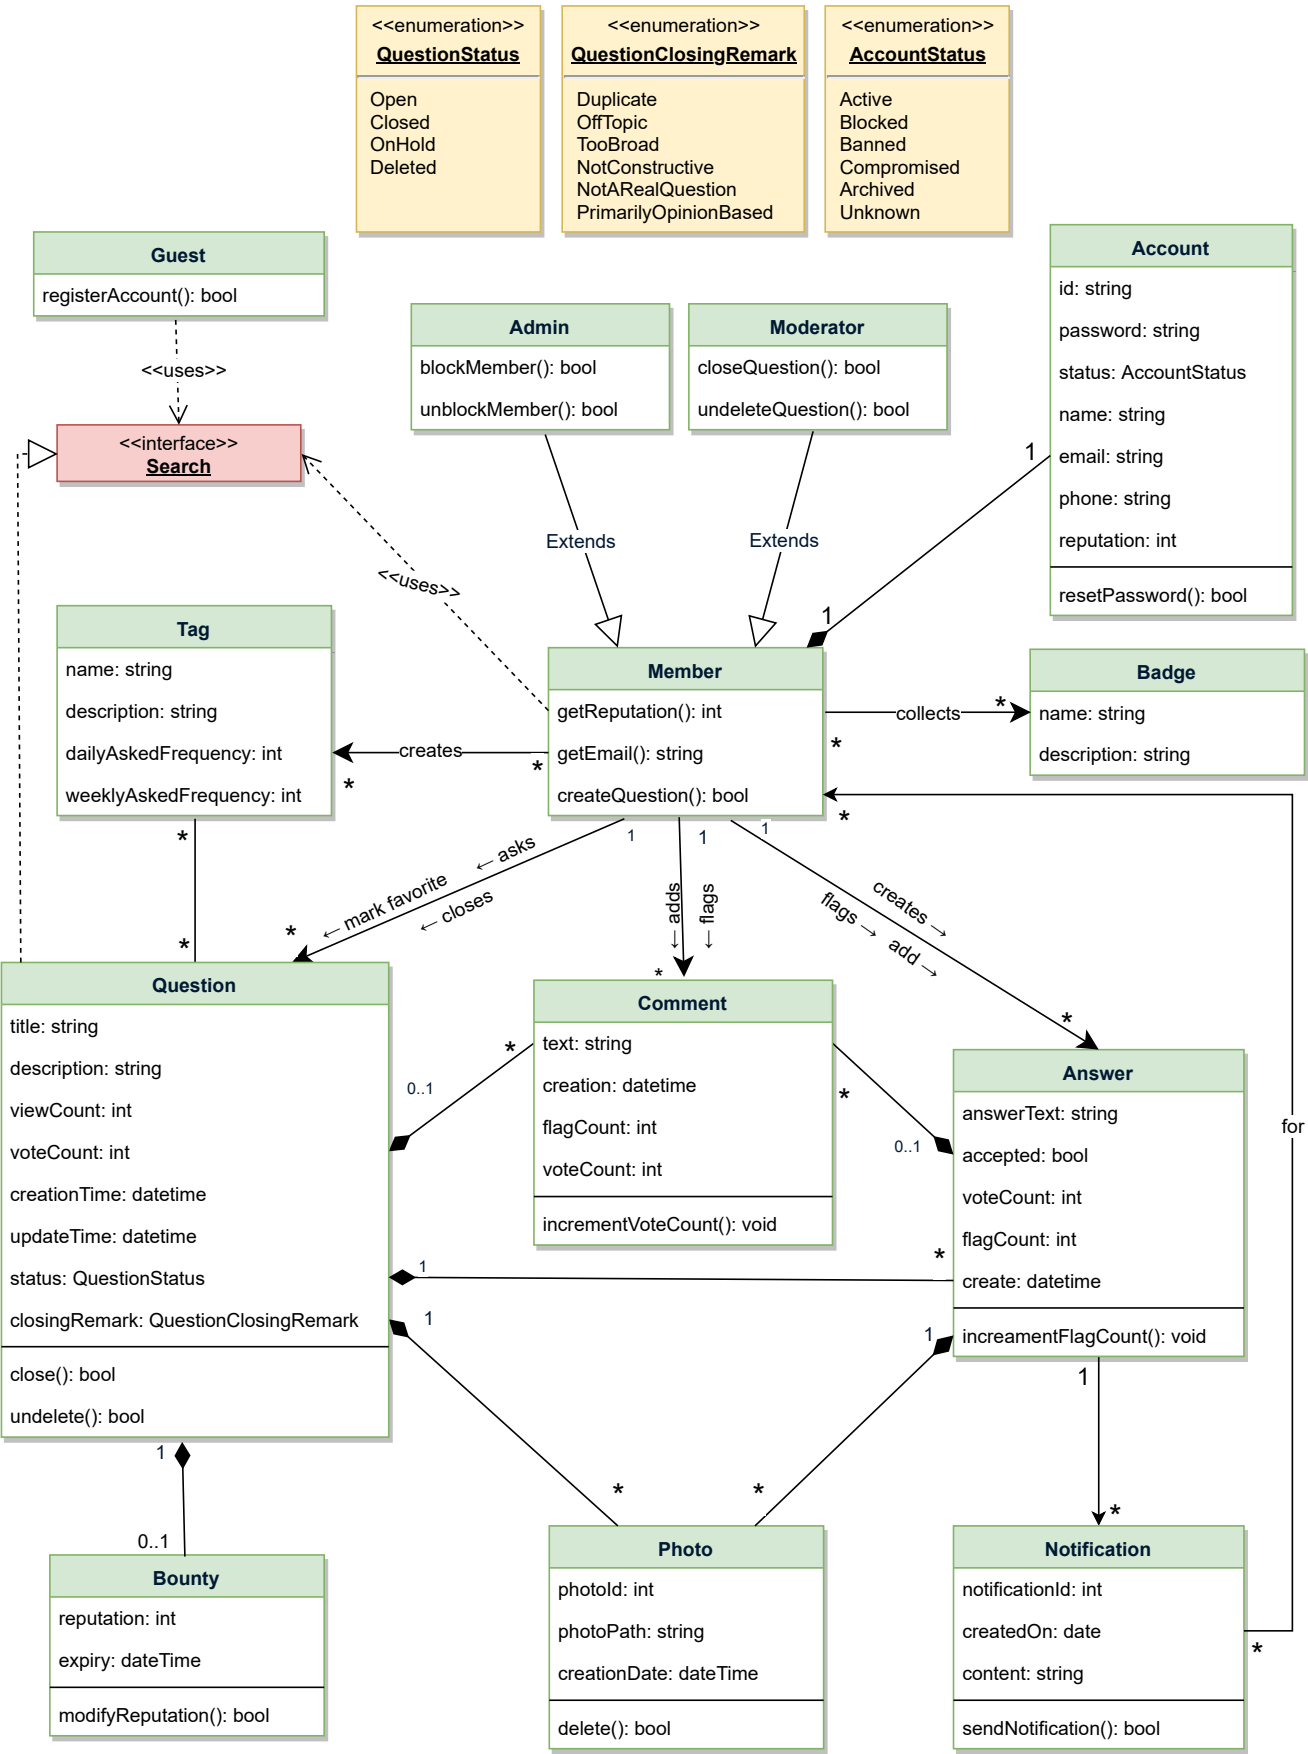 <<enumeration>>
QuestionStatus
Open
Closed
OnHold
Deleted
<<enumeration>>
QuestionClosingRemark
Duplicate
OffTopic
TooBroad
NotConstructive
NotARealQuestion
PrimarilyOpinionBased
<<enumeration>>
AccountStatus
Active
Blocked
Banned
Compromised
Archived
Unknown
Guest
registerAccount(): bool
<<uses>>
<<interface>>
Search
Admin
blockMember(): bool
unblockMember(): bool
Moderator
closeQuestion(): bool
undeleteQuestion(): bool
Account
id: string
password: string
status: AccountStatus
name: string
email: string
phone: string
reputation: int
resetPassword(): bool
1
1
Extends
Extends
<<uses>>
Tag
name: string
description: string
dailyAskedFrequency: int
weeklyAskedFrequency: int
Member
getReputation(): int
getEmail(): string
createQuestion(): bool
Badge
name: string
description: string
collects
*
*
creates
*
*
*
*
*
1
← asks
← mark favorite
← closes
*
1
← adds
← flags
*
1
creates →
flags →
add →
*
for
Question
title: string
description: string
viewCount: int
voteCount: int
creationTime: datetime
updateTime: datetime
status: QuestionStatus
closingRemark: QuestionClosingRemark
close(): bool
undelete(): bool
Comment
text: string
creation: datetime
flagCount: int
voteCount: int
incrementVoteCount(): void
Answer
answerText: string
accepted: bool
voteCount: int
flagCount: int
create: datetime
increamentFlagCount(): void
*
0..1
*
0..1
1
*
1
*
1
*
1
*
1
0..1
Bounty
reputation: int
expiry: dateTime
modifyReputation(): bool
Photo
photoId: int
photoPath: string
creationDate: dateTime
delete(): bool
Notification
notificationId: int
createdOn: date
content: string
sendNotification(): bool
*